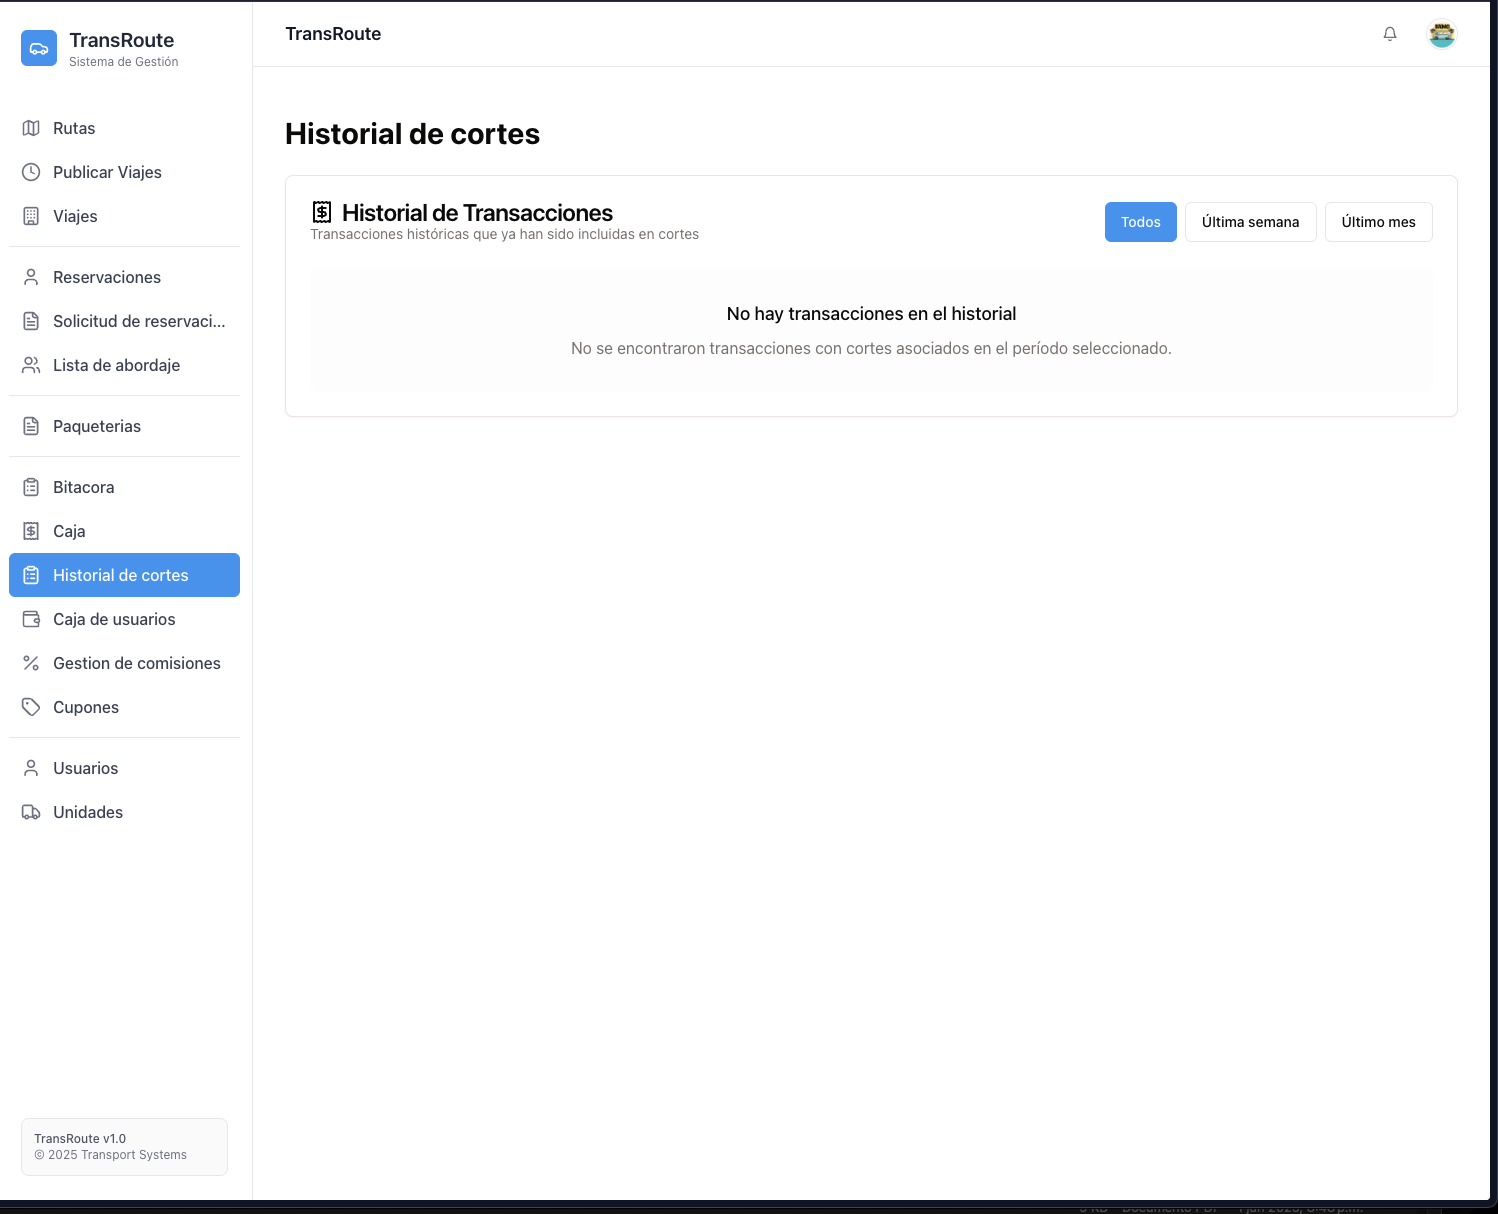 TransRoute
Sistema de Gestión
Rutas
Publicar Viajes
Viajes
Reservaciones
Solicitud de reservaci...
Lista de abordaje
Paqueterias
Bitacora
Caja
Historial de cortes
Caja de usuarios
Gestion de comisiones
Cupones
Usuarios
Unidades
TransRoute v1.0
© 2025 Transport Systems
TransRoute
Historial de cortes
Historial de Transacciones
Transacciones históricas que ya han sido incluidas en cortes
Todos
Última semana
Último mes
No hay transacciones en el historial
No se encontraron transacciones con cortes asociados en el período seleccionado.